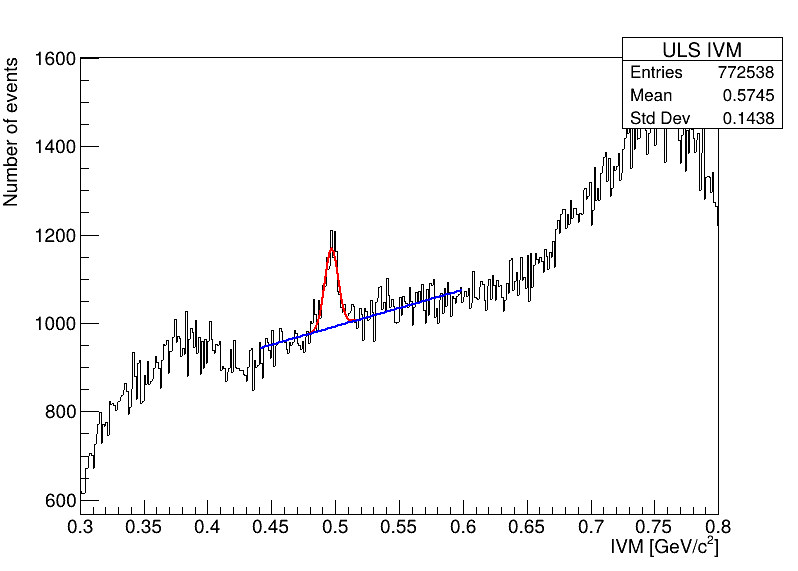 ULS IVM
Entries 772538
Mean 0.5745
Std Dev 0.1438
Number of events
1600
1400
1200
1000
800
600
0.3 0.35 0.4 0.45 0.5 0.55 0.6 0.65 0.7 0.75 0.8
IVM [GeV/c²]